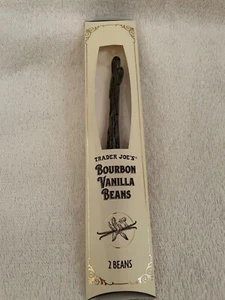 TRADER JOE'S®
BOURBON
VANILLA
BEANS
2 BEANS